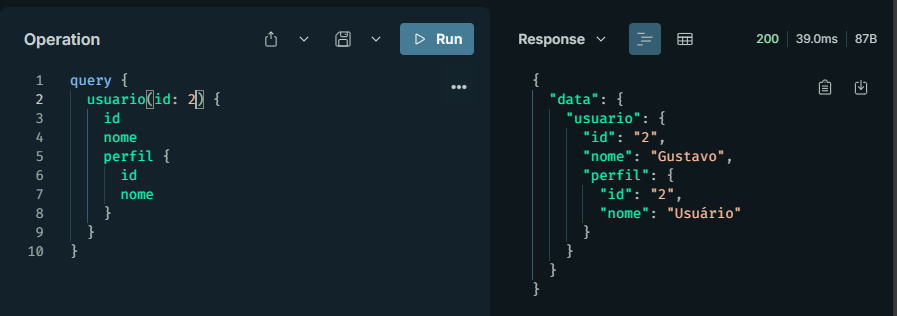 Operation
Run
1 query {
2   usuario(id: 2) {
3     id
4     nome
5     perfil {
6       id
7       nome
8     }
9   }
10 }
Response
200 39.0ms 87B
{
  "data": {
    "usuario": {
      "id": "2",
      "nome": "Gustavo",
      "perfil": {
        "id": "2",
        "nome": "Usuário"
      }
    }
  }
}